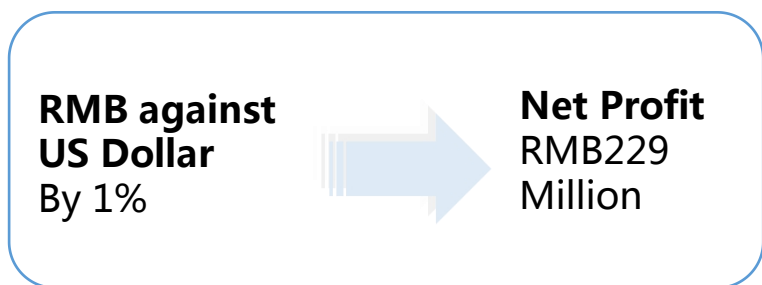 RMB against
US Dollar
By 1%
Net Profit
RMB229
Million